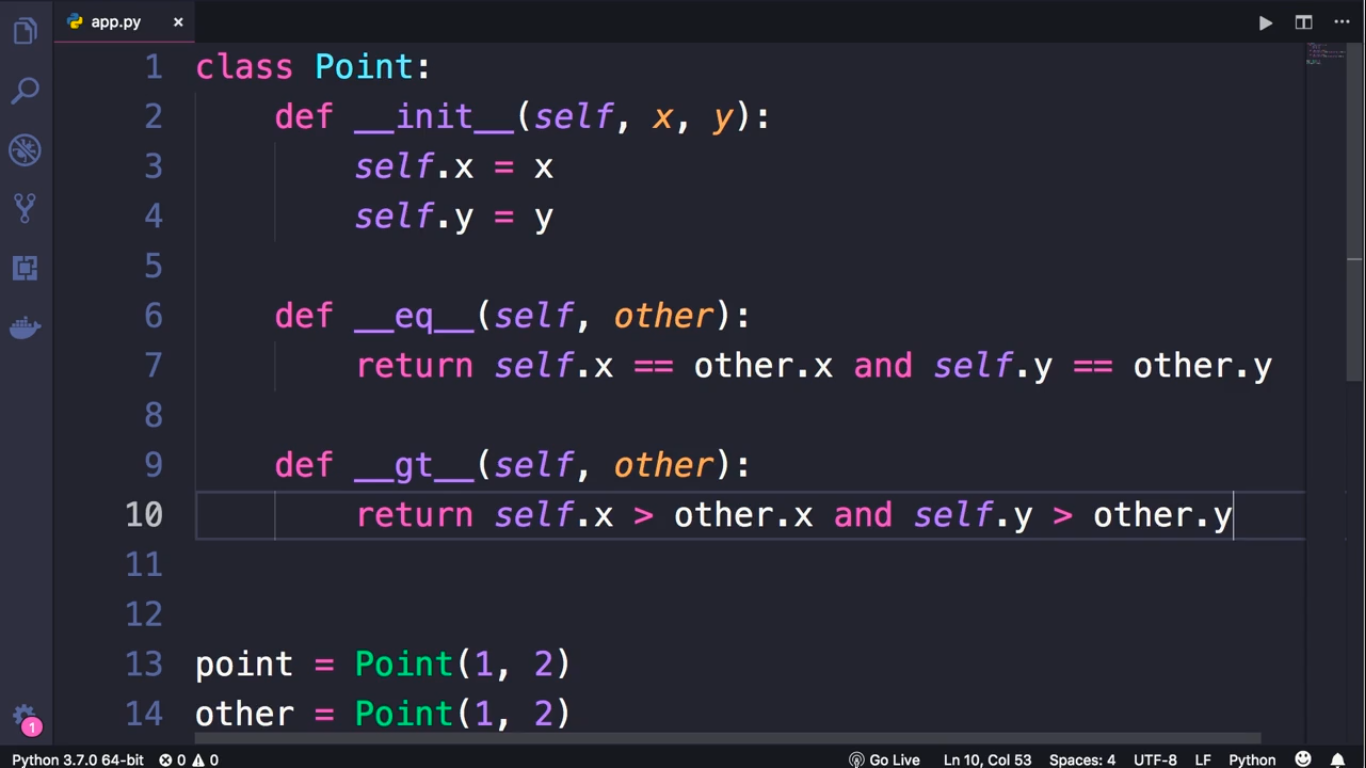 app.py ×
1 class Point:
2     def __init__(self, x, y):
3         self.x = x
4         self.y = y
5
6     def __eq__(self, other):
7         return self.x == other.x and self.y == other.y
8
9     def __gt__(self, other):
10         return self.x > other.x and self.y > other.y
11
12
13 point = Point(1, 2)
14 other = Point(1, 2)
1
Python 3.7.0 64-bit 0 0 Go Live Ln 10, Col 53 Spaces: 4 UTF-8 LF Python